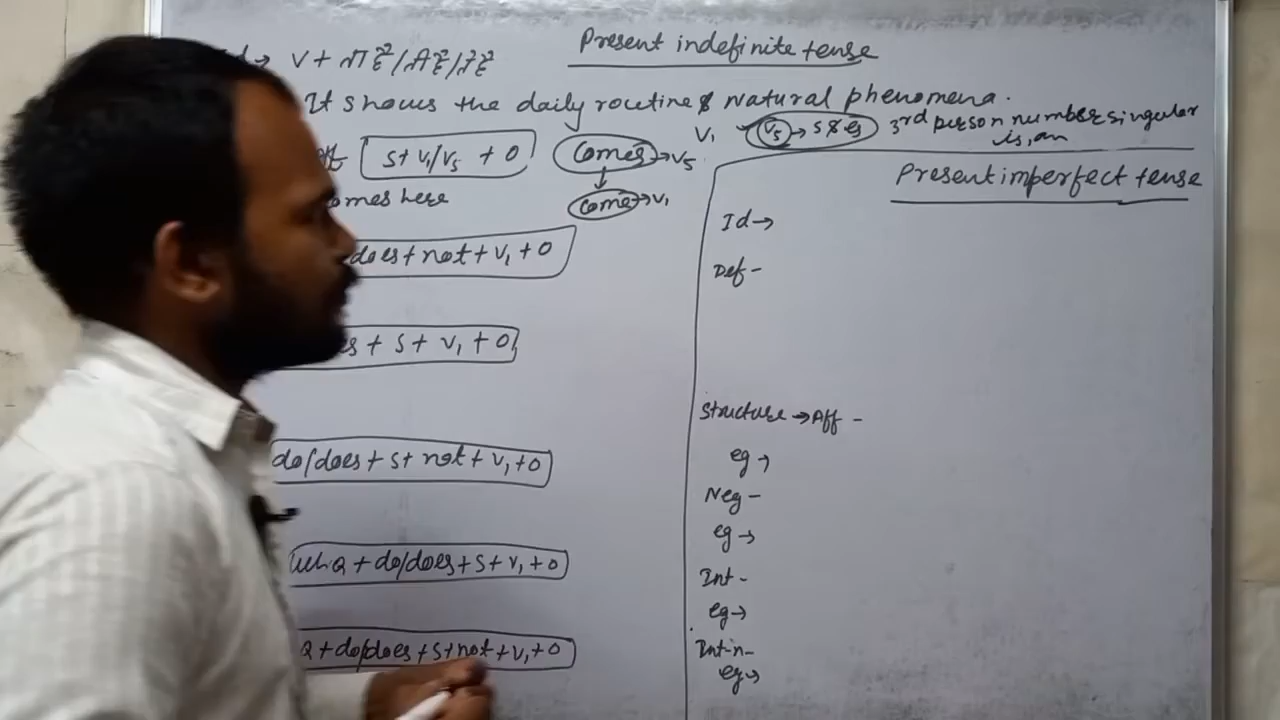 Present indefinite tense
d → V + ता है/ती है/ते है
It shows the daily routine & natural phenomena.
V₁ V₅ → s & es 3rd person number singular
is, am
Aff S + V₁/V₅ + O Comes → V₅
omes here Come → V₁
does + not + V₁ + O
es + S + V₁ + O
do/does + S + not + V₁ + O
wh Q + do/does + S + V₁ + O
Q + do/does + S + not + V₁ + O
Present imperfect tense
Id →
Def -
Structure → Aff -
eg →
Neg -
eg →
Int -
eg →
Int-n-
eg →